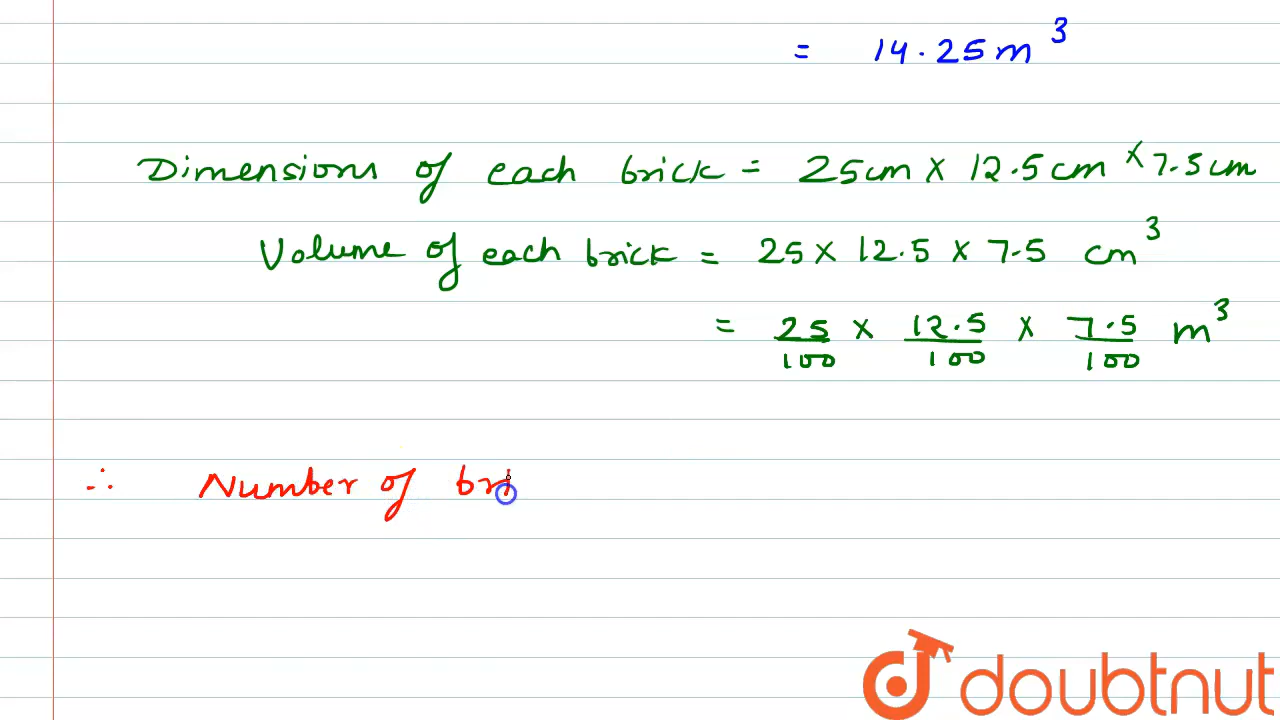 = 14.25 m³
Dimensions of each brick = 25cm × 12.5cm × 7.5cm
Volume of each brick = 25 × 12.5 × 7.5 cm³
= 25/100 × 12.5/100 × 7.5/100 m³
∴ Number of bri
doubtnut